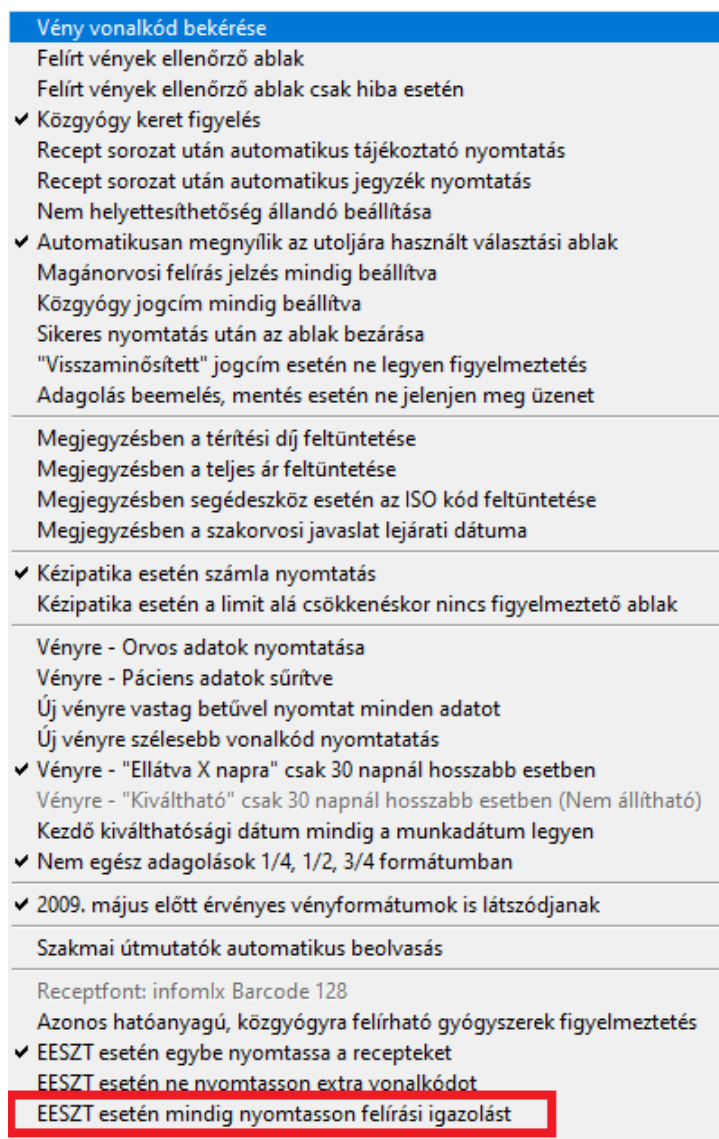 Vény vonalkód bekérése
Felírt vények ellenőrző ablak
Felírt vények ellenőrző ablak csak hiba esetén
Közgyógy keret figyelés
Recept sorozat után automatikus tájékoztató nyomtatás
Recept sorozat után automatikus jegyzék nyomtatás
Nem helyettesíthetőség állandó beállítása
Automatikusan megnyílik az utoljára használt választási ablak
Magánorvosi felírás jelzés mindig beállítva
Közgyógy jogcím mindig beállítva
Sikeres nyomtatás után az ablak bezárása
"Visszaminősített" jogcím esetén ne legyen figyelmeztetés
Adagolás beemelés, mentés esetén ne jelenjen meg üzenet
Megjegyzésben a térítési díj feltüntetése
Megjegyzésben a teljes ár feltüntetése
Megjegyzésben segédeszköz esetén az ISO kód feltüntetése
Megjegyzésben a szakorvosi javaslat lejárati dátuma
Kézipatika esetén számla nyomtatás
Kézipatika esetén a limit alá csökkenéskor nincs figyelmeztető ablak
Vényre - Orvos adatok nyomtatása
Vényre - Páciens adatok sűrítve
Új vényre vastag betűvel nyomtat minden adatot
Új vényre szélesebb vonalkód nyomtatatás
Vényre - "Ellátva X napra" csak 30 napnál hosszabb esetben
Vényre - "Kiváltható" csak 30 napnál hosszabb esetben (Nem állítható)
Kezdő kiválthatósági dátum mindig a munkadátum legyen
Nem egész adagolások 1/4, 1/2, 3/4 formátumban
2009. május előtt érvényes vényformátumok is látszódjanak
Szakmai útmutatók automatikus beolvasás
Receptfont: infomlx Barcode 128
Azonos hatóanyagú, közgyógyra felírható gyógyszerek figyelmeztetés
EESZT esetén egybe nyomtassa a recepteket
EESZT esetén ne nyomtasson extra vonalkódot
EESZT esetén mindig nyomtasson felírási igazolást